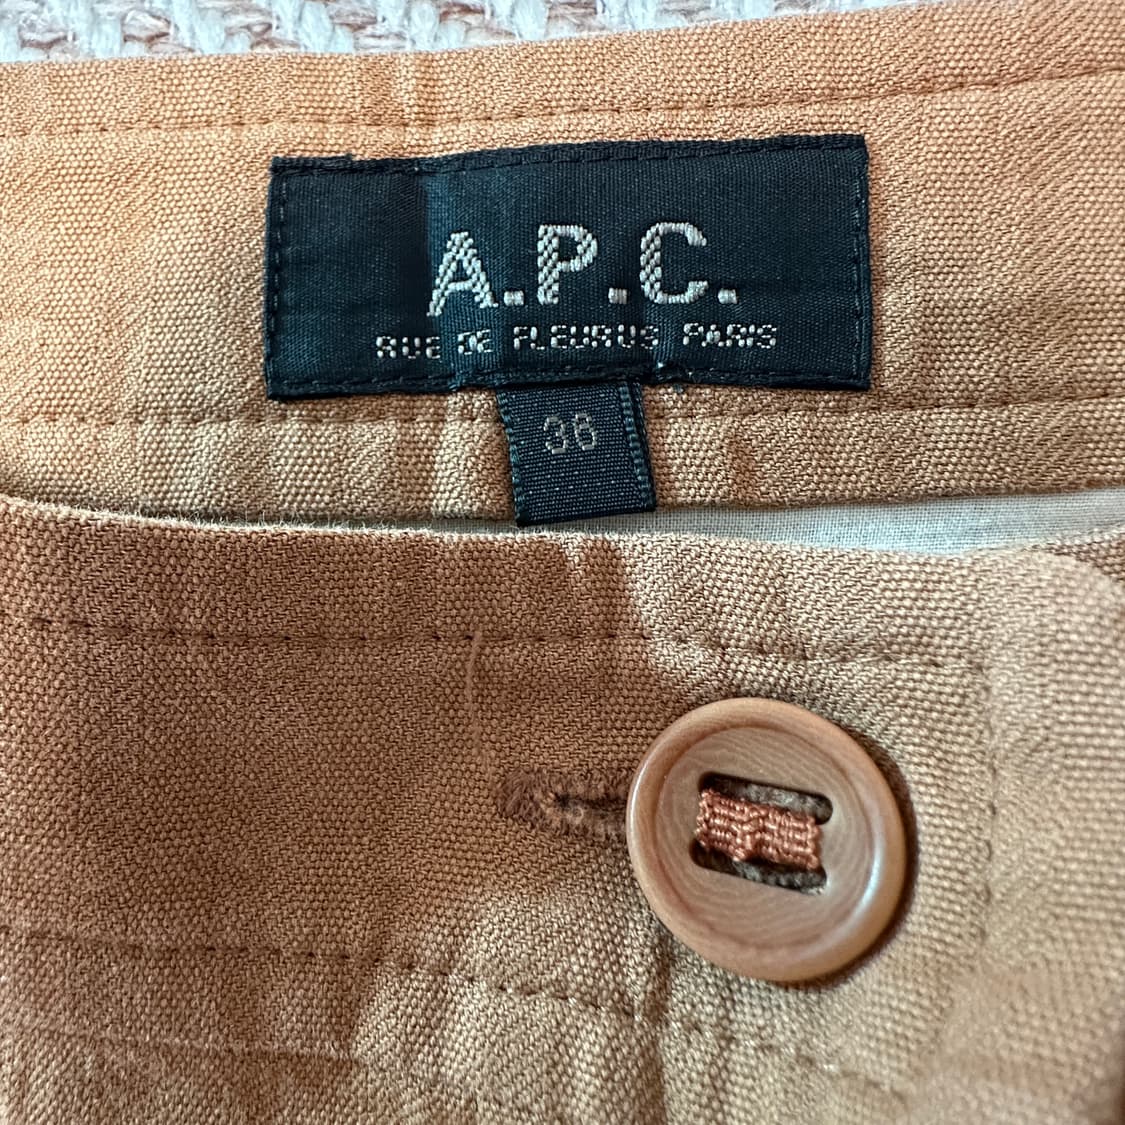 A.P.C.
RUE DE FLEURUS PARIS
36